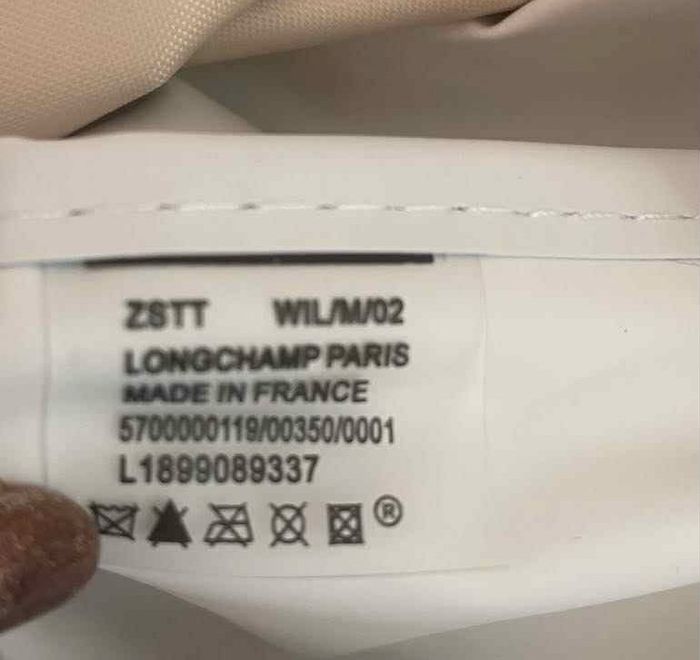 ZSTT WIL/M/02
LONGCHAMP PARIS
MADE IN FRANCE
5700000119/00350/0001
L1899089337
®